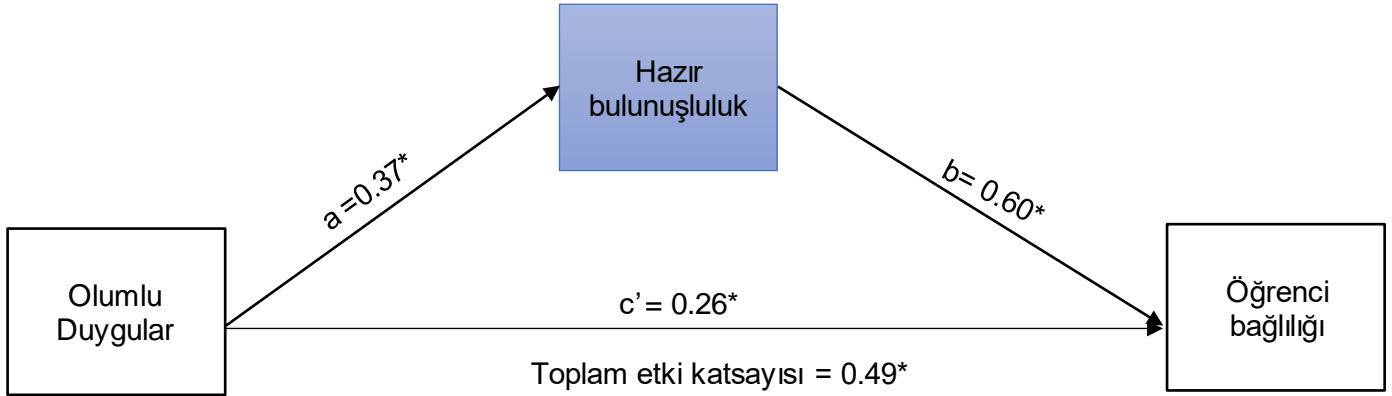 Hazır
bulunuşluluk
a =0.37*
b= 0.60*
Olumlu
Duygular
c’= 0.26*
Öğrenci
bağlılığı
Toplam etki katsayısı = 0.49*